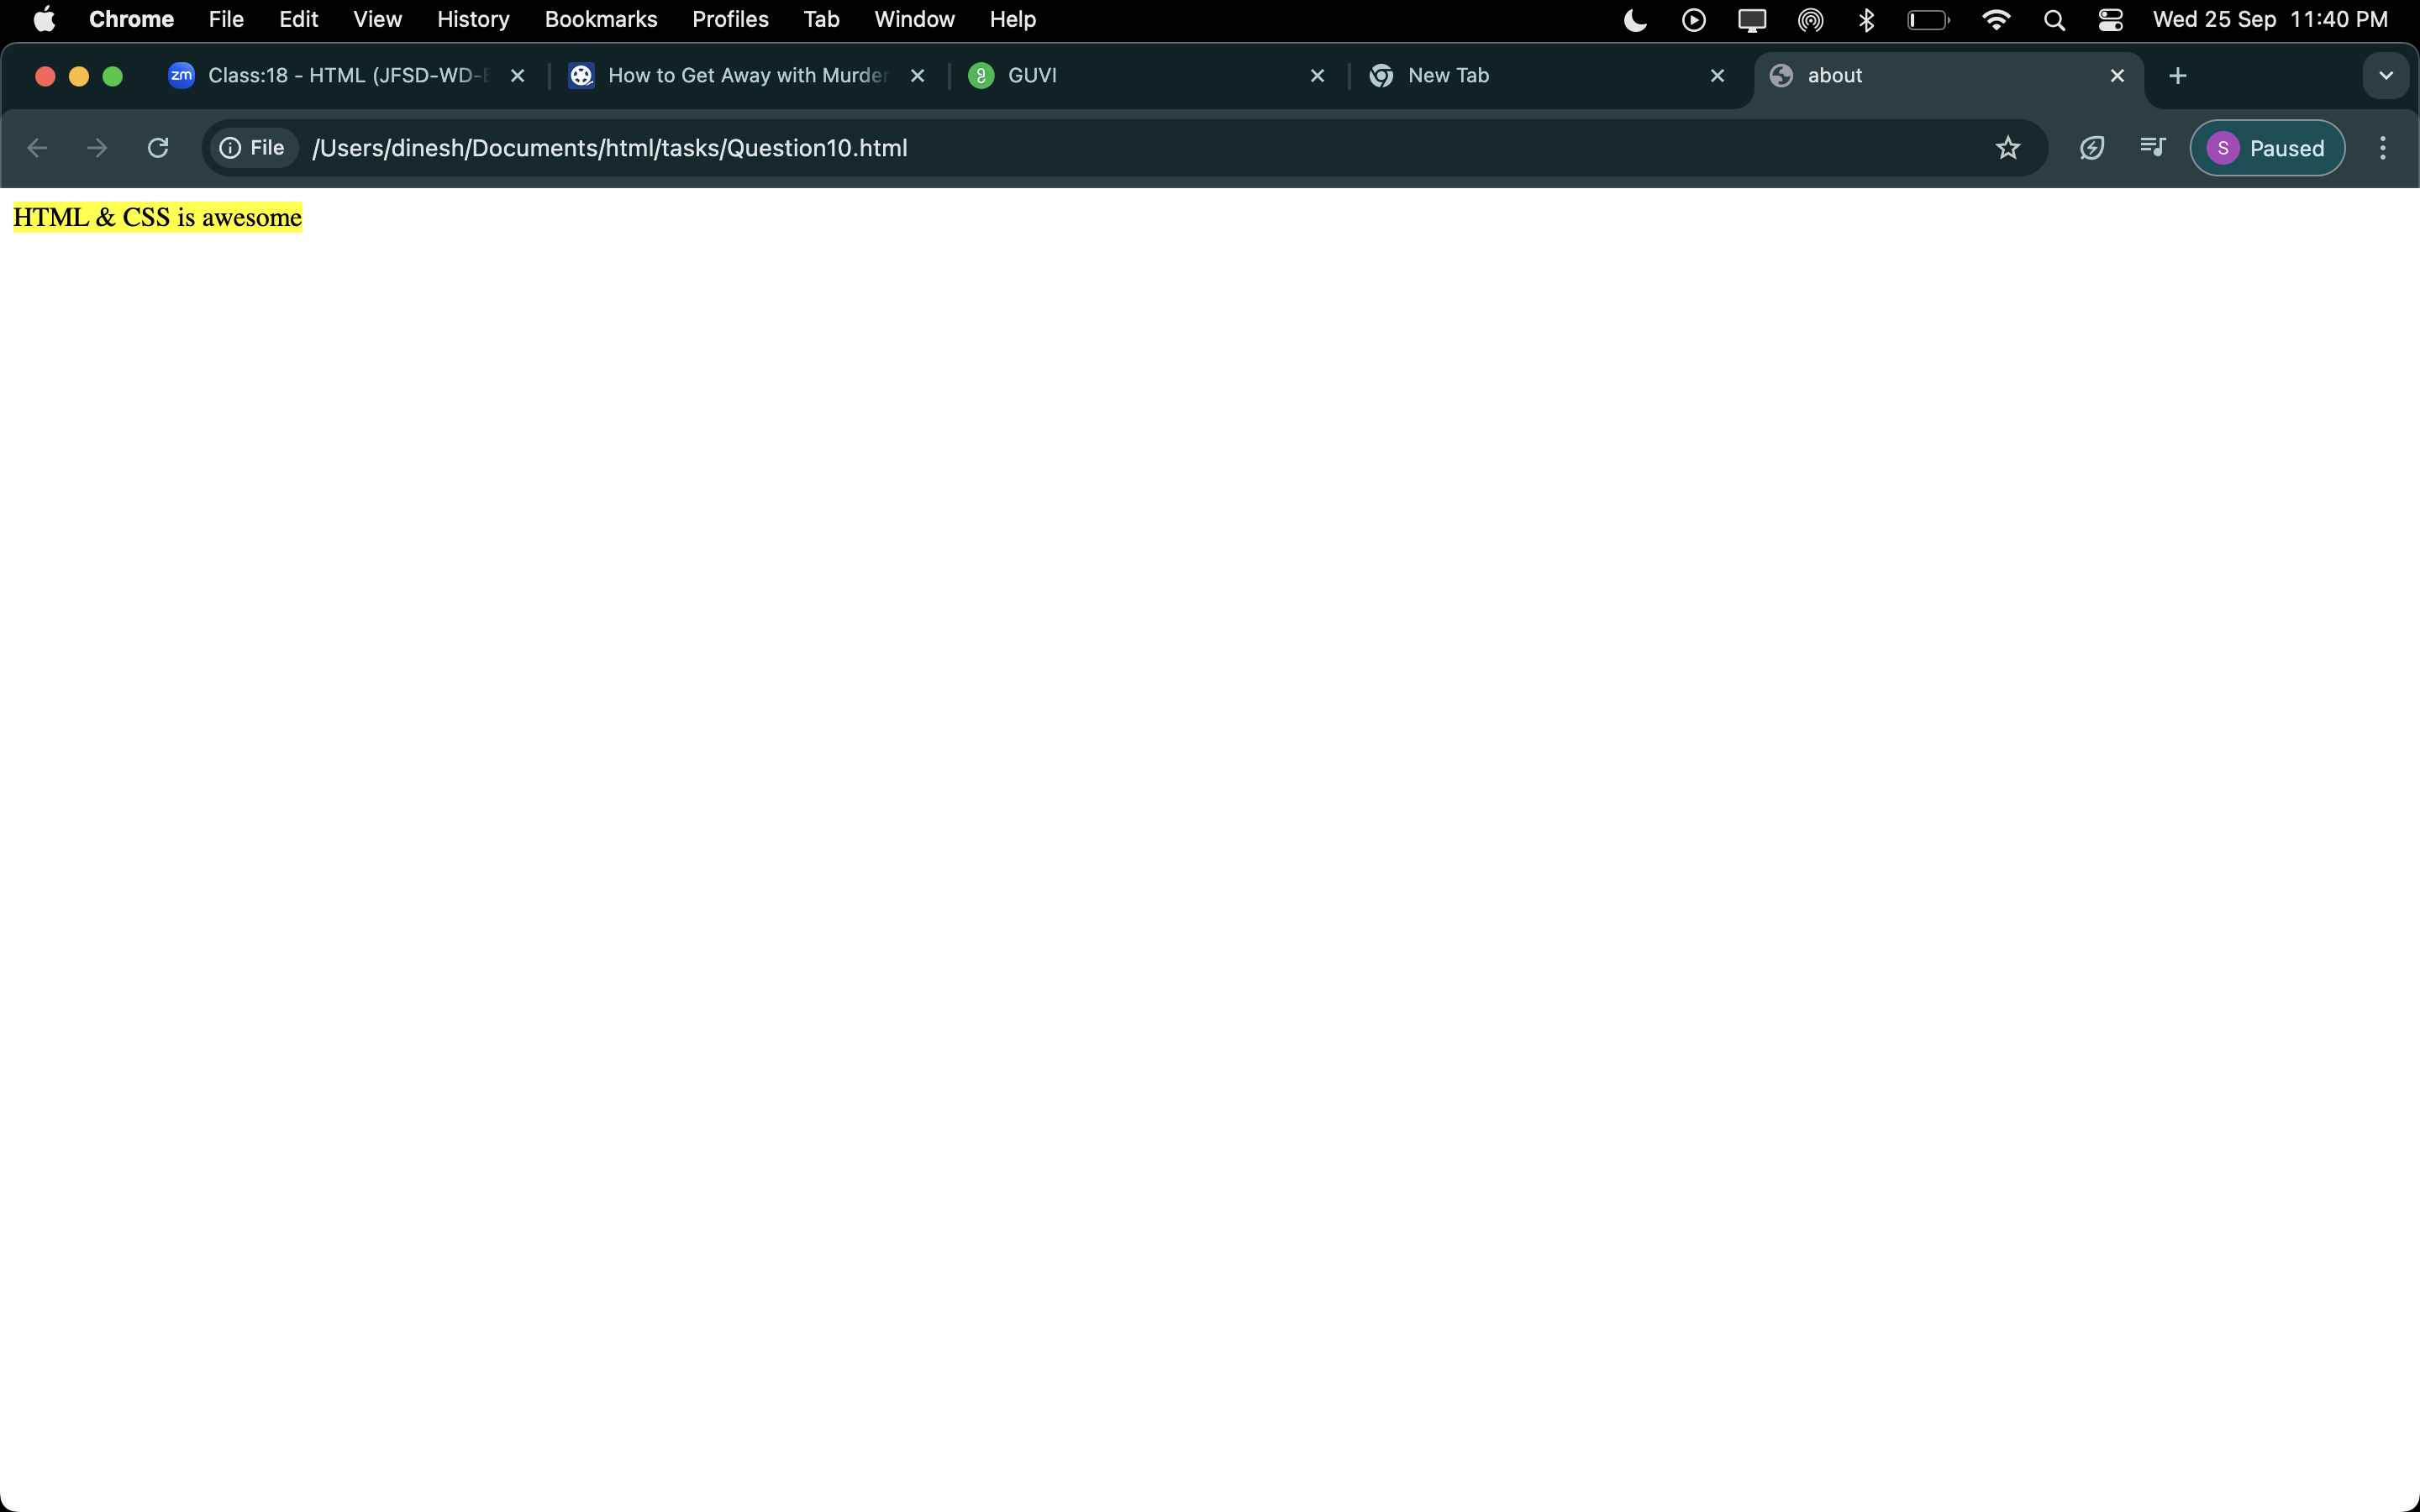 Chrome File Edit View History Bookmarks Profiles Tab Window Help Wed 25 Sep 11:40 PM
zm Class:18 - HTML (JFSD-WD- How to Get Away with Murder GUVI New Tab about
File /Users/dinesh/Documents/html/tasks/Question10.html S Paused
HTML & CSS is awesome